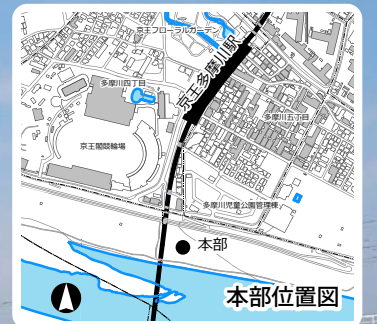 京王フローラルガーデン
京王多摩川駅
多摩川四丁目
多摩川五丁目
京王閣競輪場
多摩川児童公園管理棟
本部
本部位置図